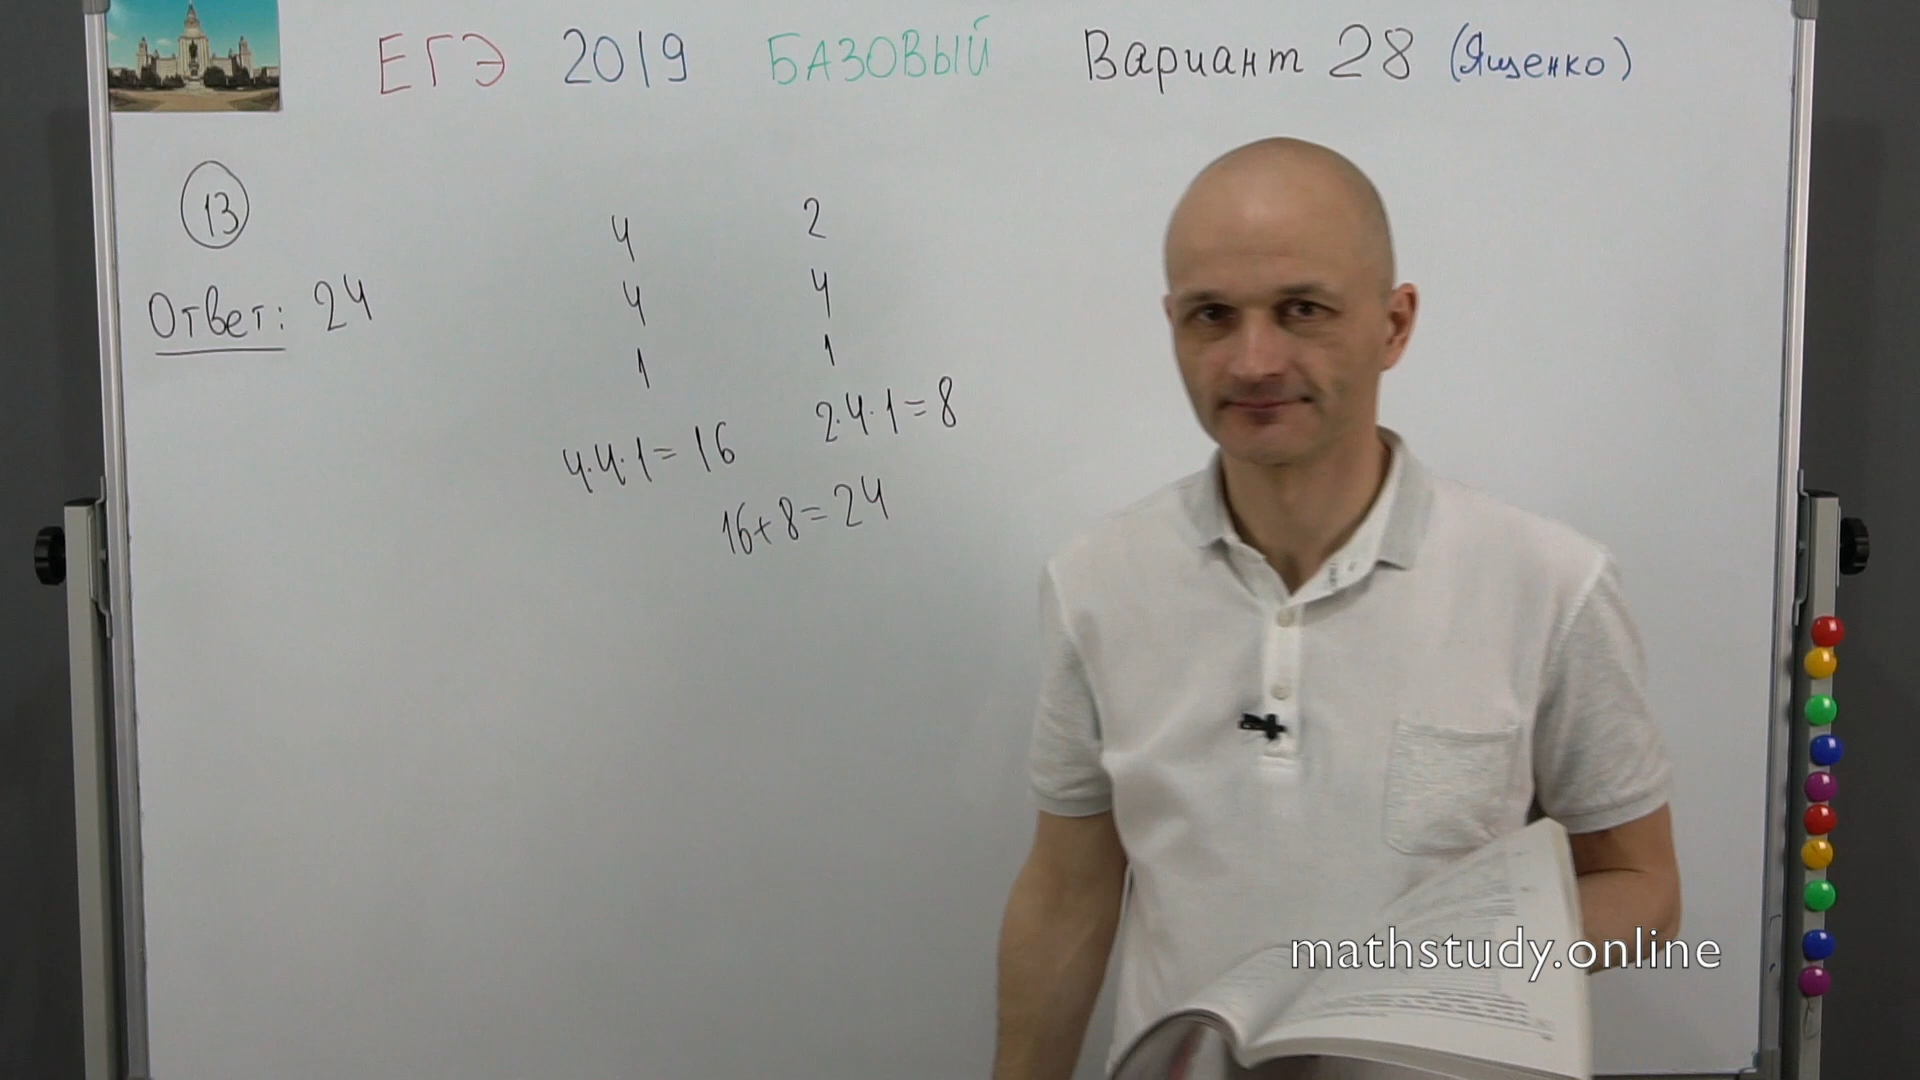 ЕГЭ 2019 БАЗОВЫЙ Вариант 28 (Ященко)
13
Ответ: 24
4 2
4 4
1 1
4·4·1=16 2·4·1=8
16+8=24
mathstudy.online